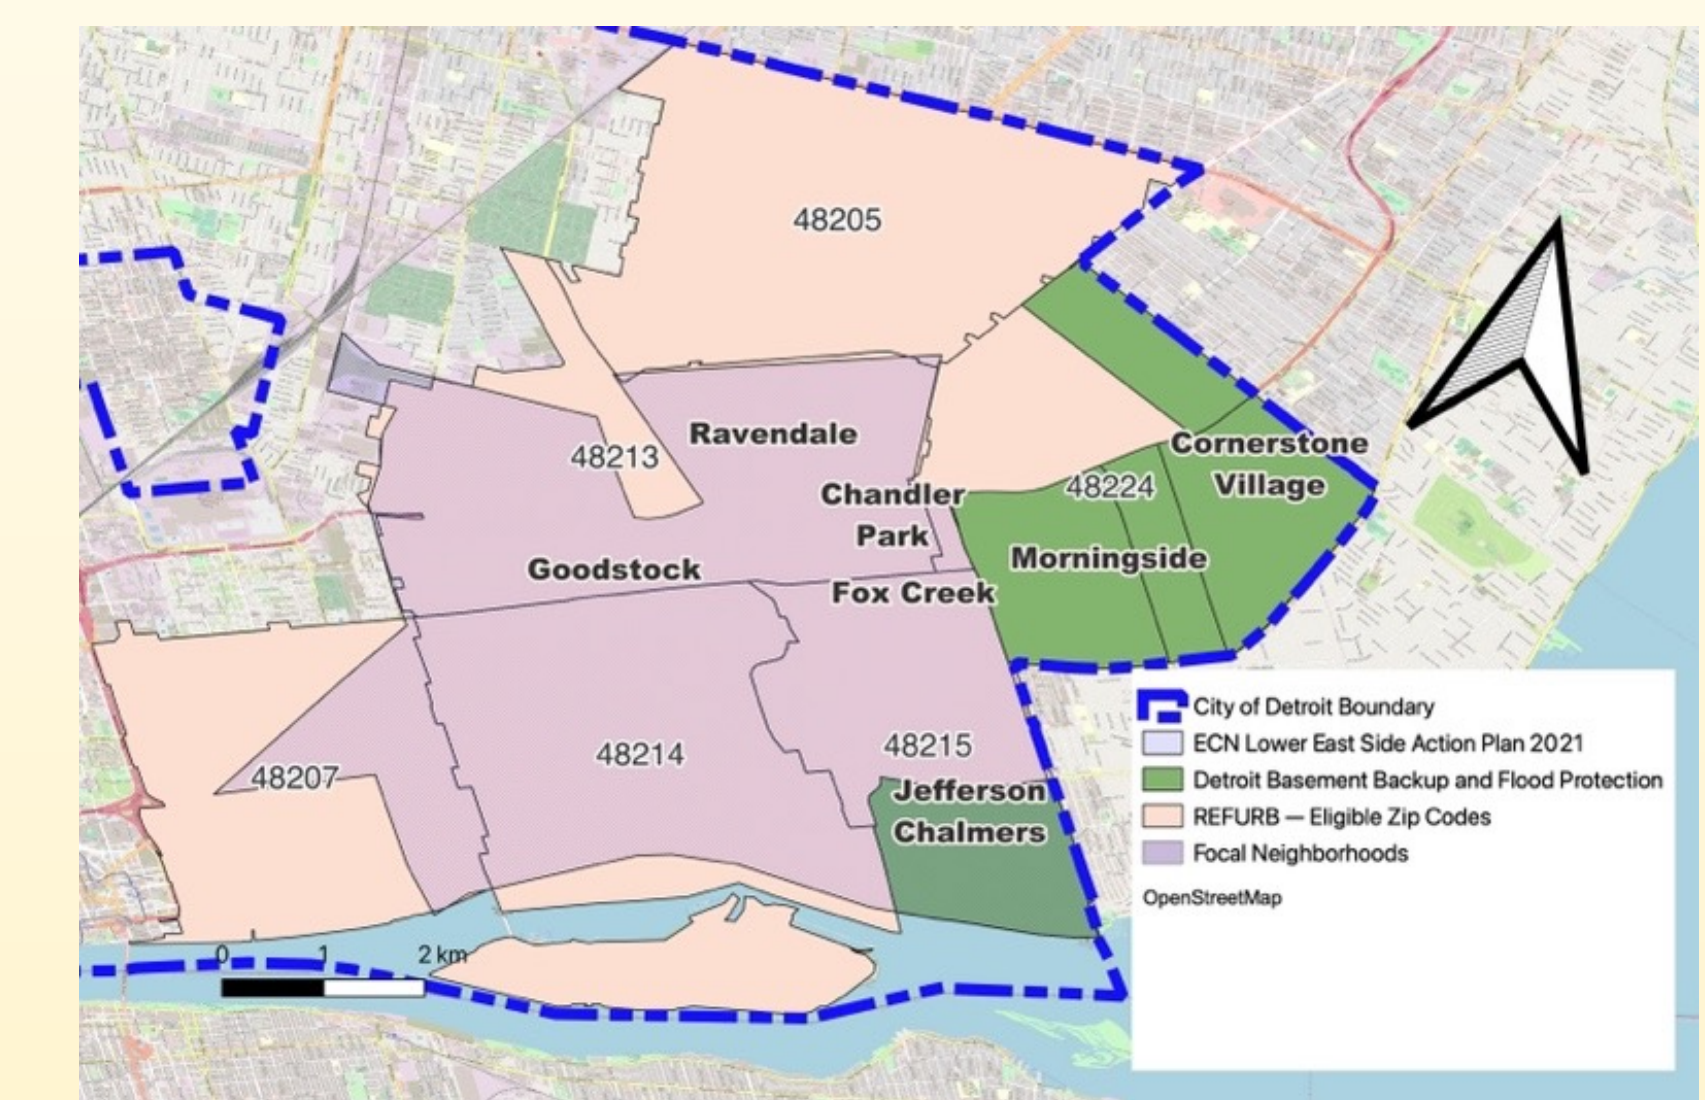 48205
Ravendale
48213
Cornerstone
Village
Chandler
Park
48224
Morningside
Goodstock
Fox Creek
48214
48215
48207
Jefferson
Chalmers
0 1 2 km
City of Detroit Boundary
ECN Lower East Side Action Plan 2021
Detroit Basement Backup and Flood Protection
REFURB — Eligible Zip Codes
Focal Neighborhoods
OpenStreetMap